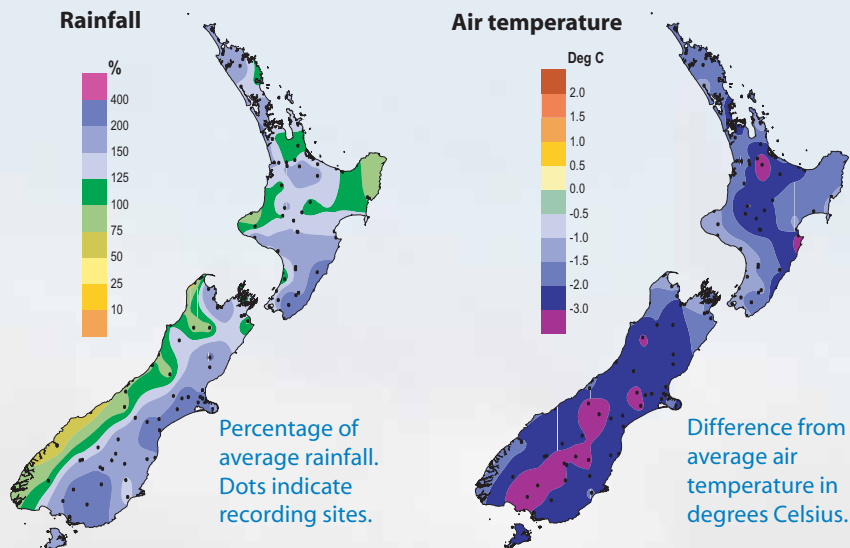 Rainfall
%
400
200
150
125
100
75
50
25
10
Percentage of
average rainfall.
Dots indicate
recording sites.
Air temperature
Deg C
2.0
1.5
1.0
0.5
0.0
-0.5
-1.0
-1.5
-2.0
-3.0
Difference from
average air
temperature in
degrees Celsius.